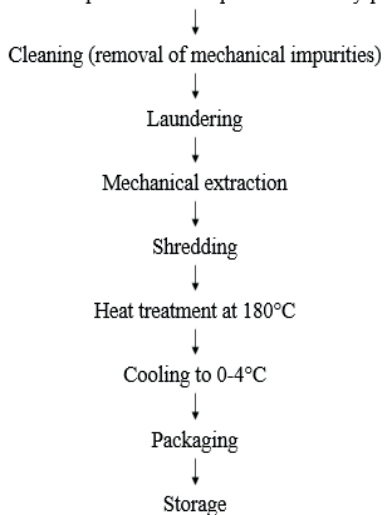 Cleaning (removal of mechanical impurities)
Laundering
Mechanical extraction
Shredding
Heat treatment at 180°C
Cooling to 0-4°C
Packaging
Storage